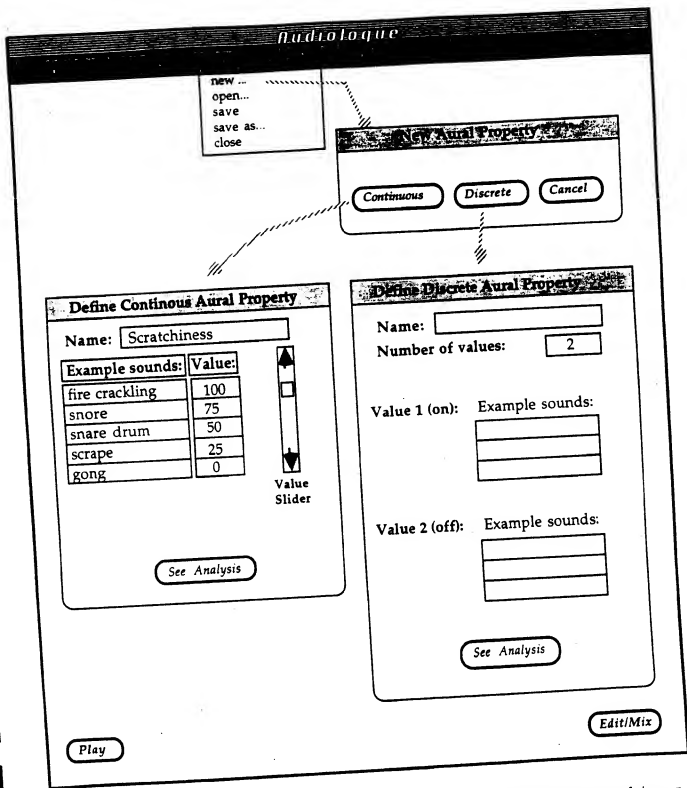 Audiologue
new ...
open...
save
save as...
close
New Aural Property
Continuous Discrete Cancel
Define Continous Aural Property
Name: Scratchiness
Example sounds: Value:
fire crackling 100
snore 75
snare drum 50
scrape 25
gong 0
Value
Slider
See Analysis
Define Discrete Aural Property
Name:
Number of values: 2
Value 1 (on): Example sounds:
Value 2 (off): Example sounds:
See Analysis
Play
Edit/Mix